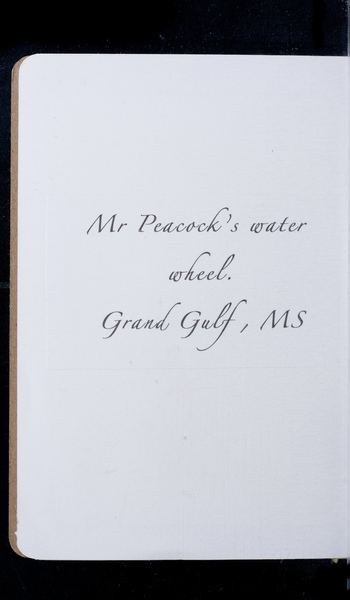 Mr Peacock's water
wheel.
Grand Gulf, MS